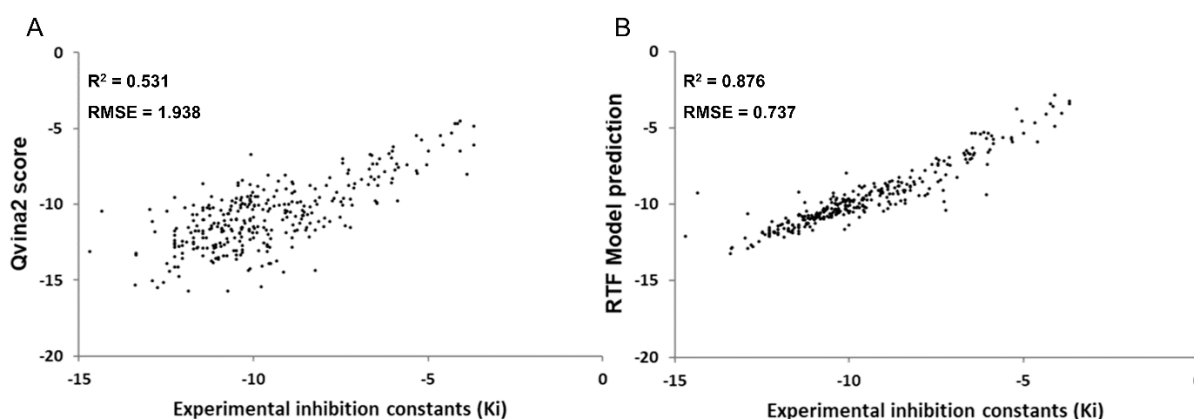 A
R² = 0.531
RMSE = 1.938
Qvina2 score
0
-5
-10
-15
-20
-15
-10
-5
0
Experimental inhibition constants (Ki)
B
R² = 0.876
RMSE = 0.737
RTF Model prediction
0
-5
-10
-15
-20
-15
-10
-5
0
Experimental inhibition constants (Ki)